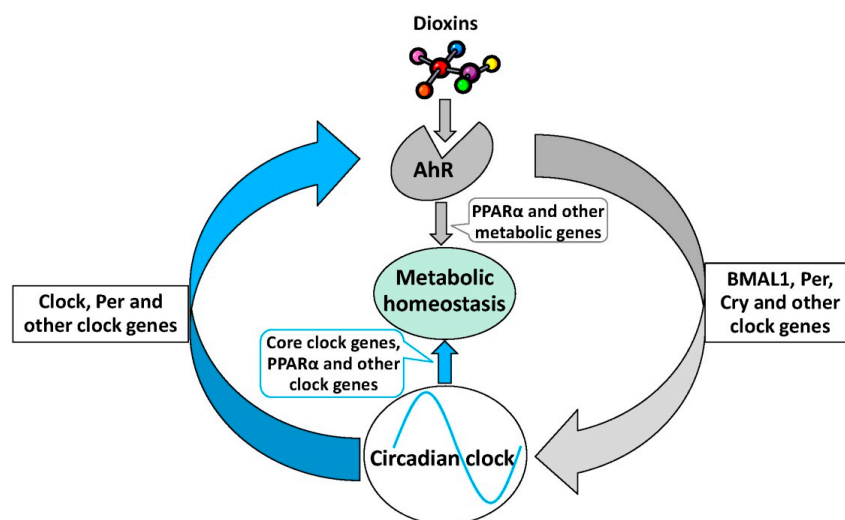 Dioxins
AhR
PPARα and other
metabolic genes
Metabolic
homeostasis
Clock, Per and
other clock genes
BMAL1, Per,
Cry and other
clock genes
Core clock genes,
PPARα and other
clock genes
Circadian clock